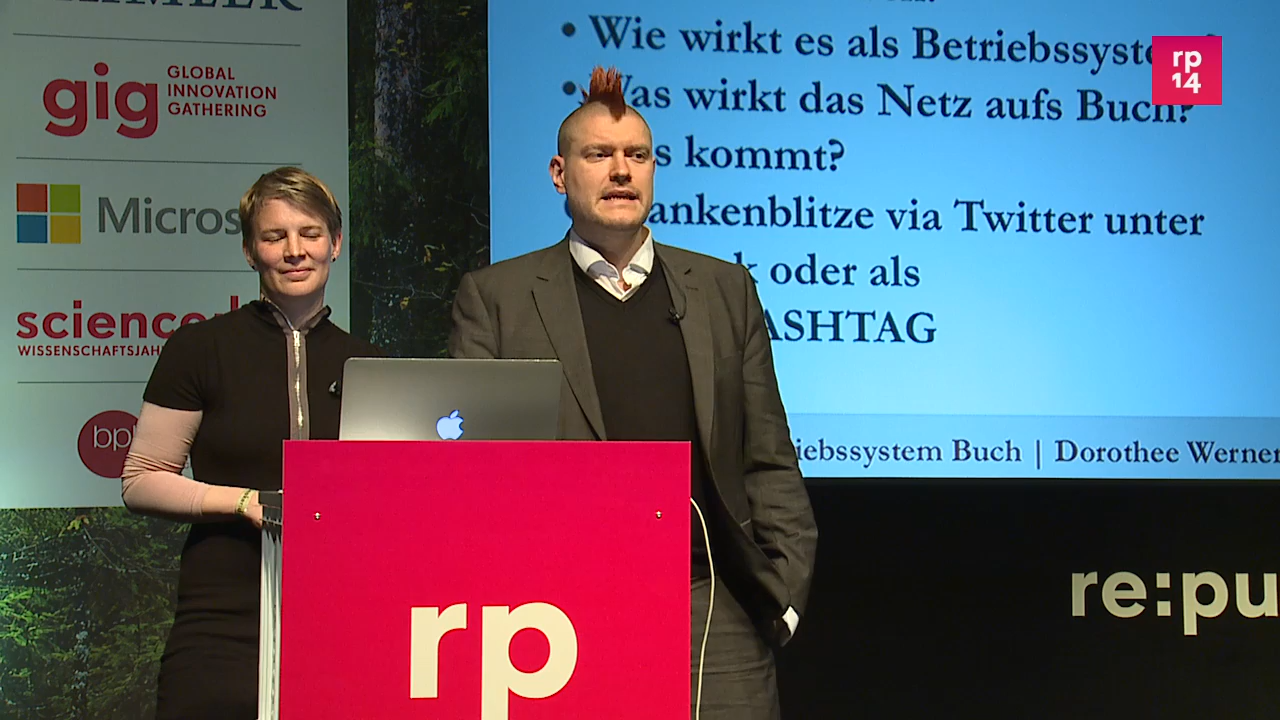 gig GLOBAL
INNOVATION
GATHERING
Micros
science
WISSENSCHAFTSJAH
bp
• Wie wirkt es als Betriebssyste
• Was wirkt das Netz aufs Buch?
s kommt?
ankenblitze via Twitter unter
k oder als
ASHTAG
iebssystem Buch | Dorothee Werner
rp
14
rp
re:pu